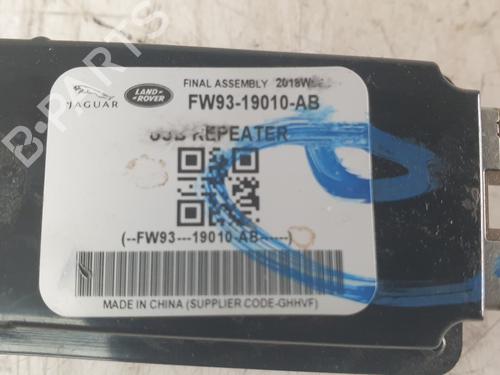 JAGUAR
LAND ROVER
FINAL ASSEMBLY
FW93-19010-AB
USB REPEATER
(--FW93---19010-AB------)
MADE IN CHINA (SUPPLIER CODE-GHHVF)
B-Parts